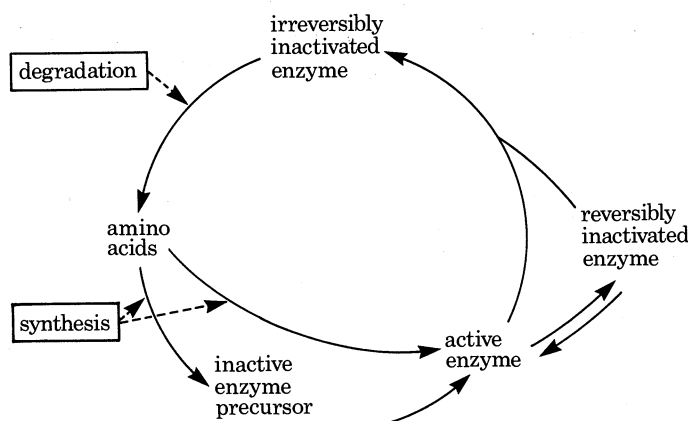 irreversibly
inactivated
enzyme
degradation
amino
acids
reversibly
inactivated
enzyme
synthesis
active
enzyme
inactive
enzyme
precursor